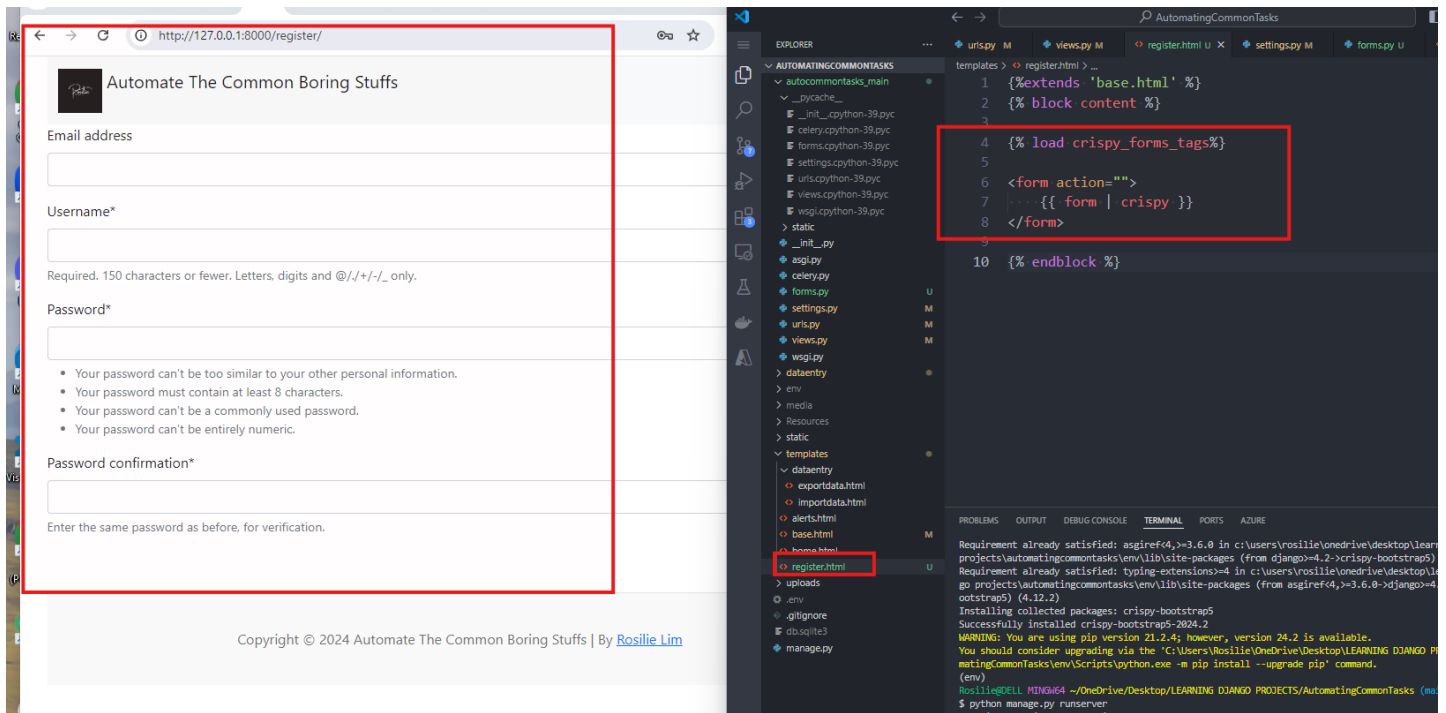 http://127.0.0.1:8000/register/
Automate The Common Boring Stuffs
Email address
Username*
Required. 150 characters or fewer. Letters, digits and @/./+/-/_ only.
Password*
Your password can't be too similar to your other personal information.
Your password must contain at least 8 characters.
Your password can't be a commonly used password.
Your password can't be entirely numeric.
Password confirmation*
Enter the same password as before, for verification.
Copyright © 2024 Automate The Common Boring Stuffs | By Rosilie Lim
AutomatingCommonTasks
EXPLORER
AUTOMATINGCOMMONTASKS
autocommontasks_main
__pycache__
__init__.cpython-39.pyc
celery.cpython-39.pyc
forms.cpython-39.pyc
settings.cpython-39.pyc
urls.cpython-39.pyc
views.cpython-39.pyc
wsgi.cpython-39.pyc
static
__init__.py
asgi.py
celery.py
forms.py U
settings.py M
urls.py M
views.py M
wsgi.py
dataentry
env
media
Resources
static
templates
dataentry
exportdata.html
importdata.html
alerts.html
base.html M
home.html
register.html U
uploads
.env
.gitignore
db.sqlite3
manage.py
urls.py M views.py M register.html U settings.py M forms.py U
templates > register.html > ...
1 {%extends 'base.html' %}
2 {% block content %}
3
4 {% load crispy_forms_tags%}
5
6 <form action="">
7 {{ form | crispy }}
8 </form>
9
10 {% endblock %}
PROBLEMS OUTPUT DEBUG CONSOLE TERMINAL PORTS AZURE
Requirement already satisfied: asgiref<4,>=3.6.0 in c:\users\rosilie\onedrive\desktop\learn
projects\automatingcommontasks\env\lib\site-packages (from django>=4.2->crispy-bootstrap5)
Requirement already satisfied: typing-extensions>=4 in c:\users\rosilie\onedrive\desktop\le
go projects\automatingcommontasks\env\lib\site-packages (from asgiref<4,>=3.6.0->django>=4.
ootstrap5) (4.12.2)
Installing collected packages: crispy-bootstrap5
Successfully installed crispy-bootstrap5-2024.2
WARNING: You are using pip version 21.2.4; however, version 24.2 is available.
You should consider upgrading via the 'C:\Users\Rosilie\OneDrive\Desktop\LEARNING DJANGO PR
matingCommonTasks\env\Scripts\python.exe -m pip install --upgrade pip' command.
(env)
Rosilie@DELL MINGW64 ~/OneDrive/Desktop/LEARNING DJANGO PROJECTS/AutomatingCommonTasks (mai
$ python manage.py runserver